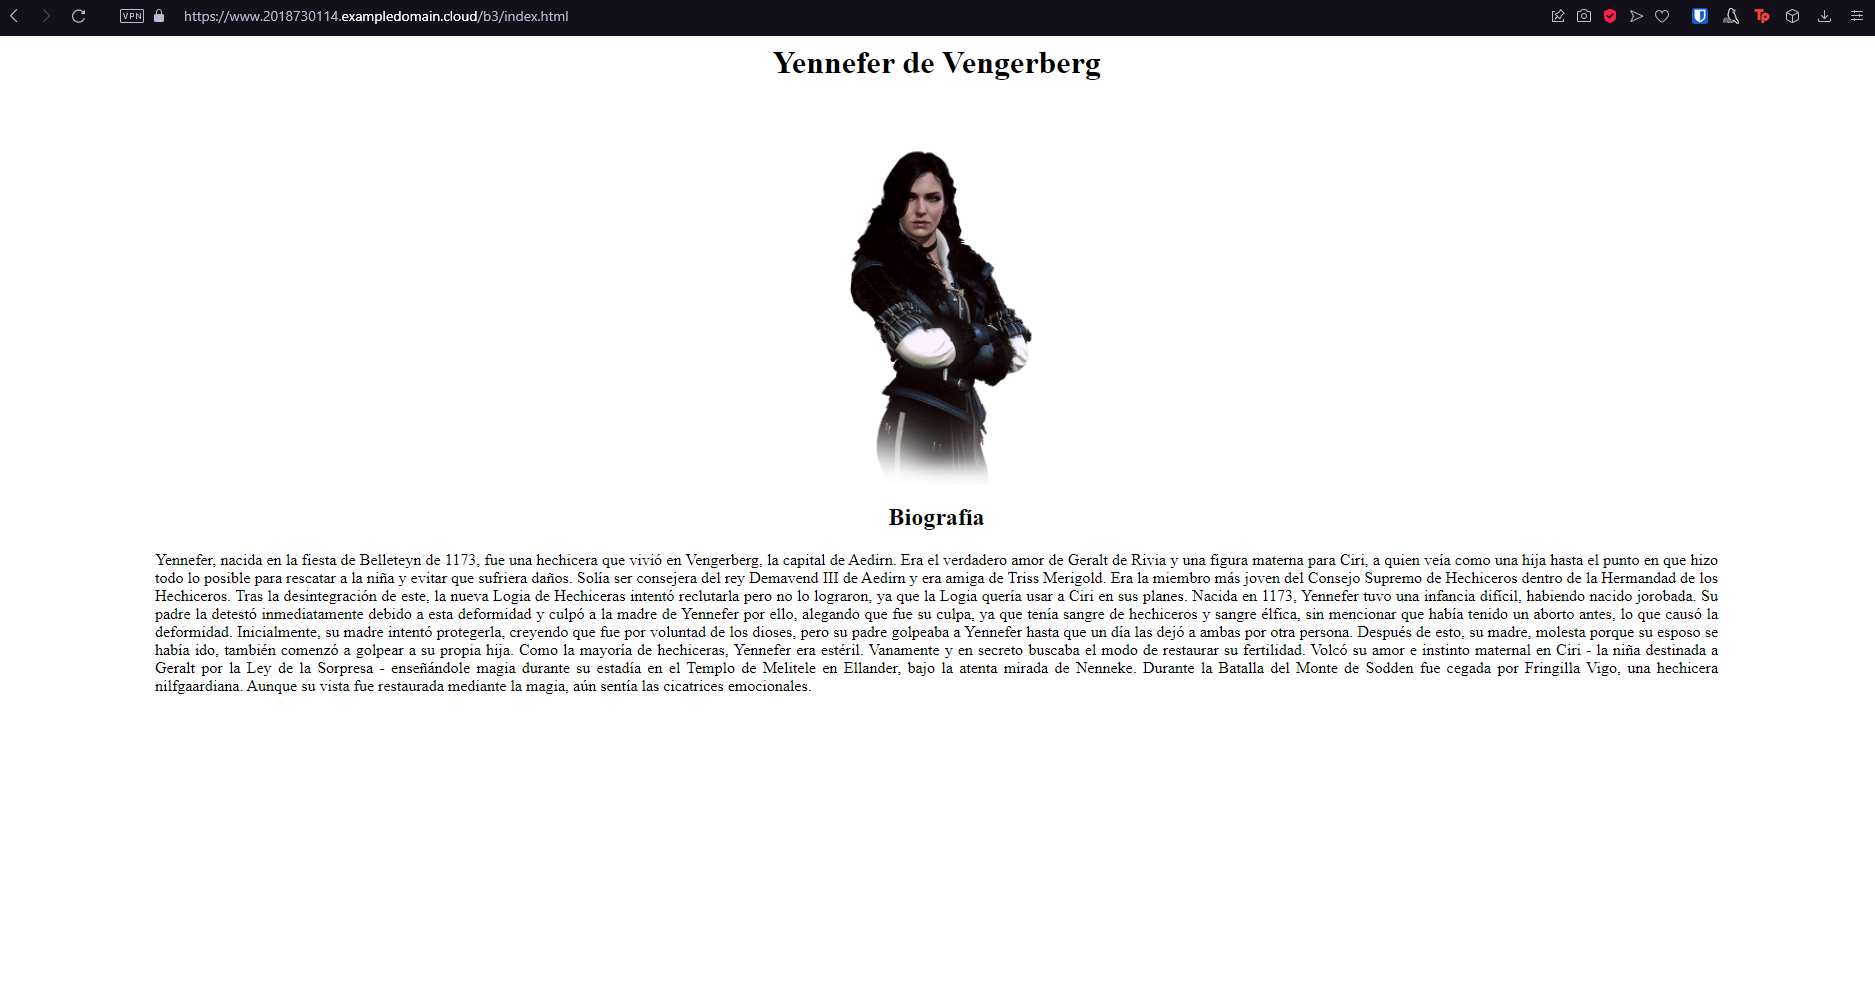 VPN
https://www.2018730114.exampledomain.cloud/b3/index.html
Tp
Yennefer de Vengerberg
Biografía
Yennefer, nacida en la fiesta de Belleteyn de 1173, fue una hechicera que vivió en Vengerberg, la capital de Aedirn. Era el verdadero amor de Geralt de Rivia y una figura materna para Ciri, a quien veía como una hija hasta el punto en que hizo
todo lo posible para rescatar a la niña y evitar que sufriera daños. Solía ser consejera del rey Demavend III de Aedirn y era amiga de Triss Merigold. Era la miembro más joven del Consejo Supremo de Hechiceros dentro de la Hermandad de los
Hechiceros. Tras la desintegración de este, la nueva Logia de Hechiceras intentó reclutarla pero no lo lograron, ya que la Logia quería usar a Ciri en sus planes. Nacida en 1173, Yennefer tuvo una infancia difícil, habiendo nacido jorobada. Su
padre la detestó inmediatamente debido a esta deformidad y culpó a la madre de Yennefer por ello, alegando que fue su culpa, ya que tenía sangre de hechiceros y sangre élfica, sin mencionar que había tenido un aborto antes, lo que causó la
deformidad. Inicialmente, su madre intentó protegerla, creyendo que fue por voluntad de los dioses, pero su padre golpeaba a Yennefer hasta que un día las dejó a ambas por otra persona. Después de esto, su madre, molesta porque su esposo se
había ido, también comenzó a golpear a su propia hija. Como la mayoría de hechiceras, Yennefer era estéril. Vanamente y en secreto buscaba el modo de restaurar su fertilidad. Volcó su amor e instinto maternal en Ciri - la niña destinada a
Geralt por la Ley de la Sorpresa - enseñándole magia durante su estadía en el Templo de Melitele en Ellander, bajo la atenta mirada de Nenneke. Durante la Batalla del Monte de Sodden fue cegada por Fringilla Vigo, una hechicera
nilfgaardiana. Aunque su vista fue restaurada mediante la magia, aún sentía las cicatrices emocionales.